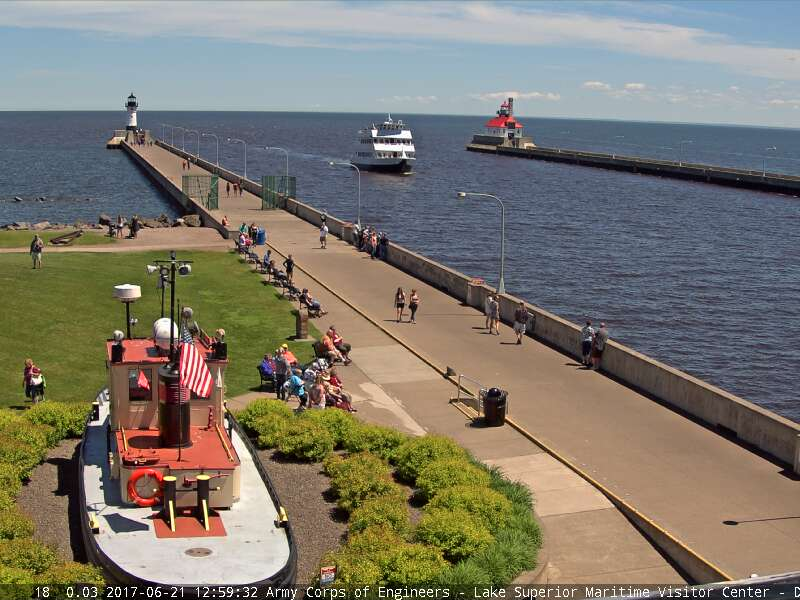 18 0.03 2017-06-21 12:59:32 Army Corps of Engineers - Lake Superior Maritime Visitor Center - D